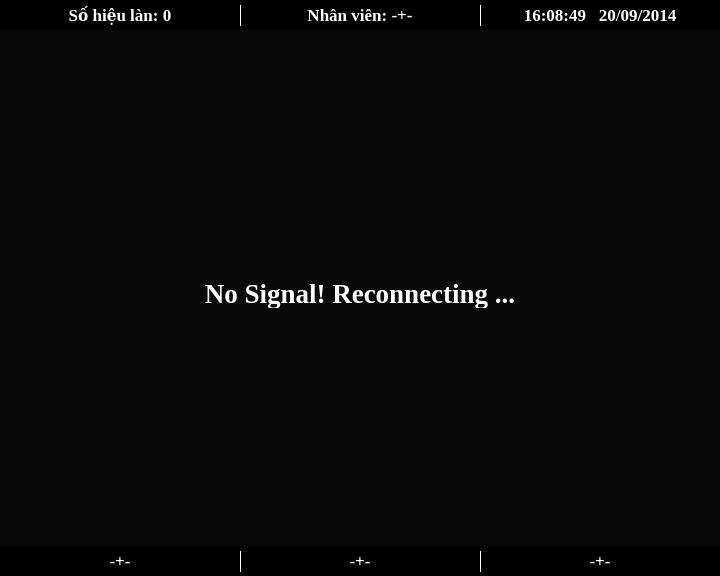 Số hiệu làn: 0 Nhân viên: -+- 16:08:49 20/09/2014
No Signal! Reconnecting ...
-+- -+- -+-